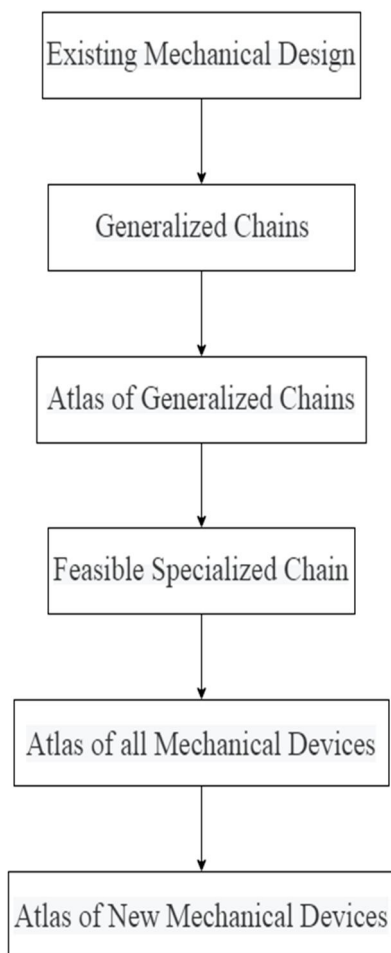 Existing Mechanical Design
Generalized Chains
Atlas of Generalized Chains
Feasible Specialized Chain
Atlas of all Mechanical Devices
Atlas of New Mechanical Devices